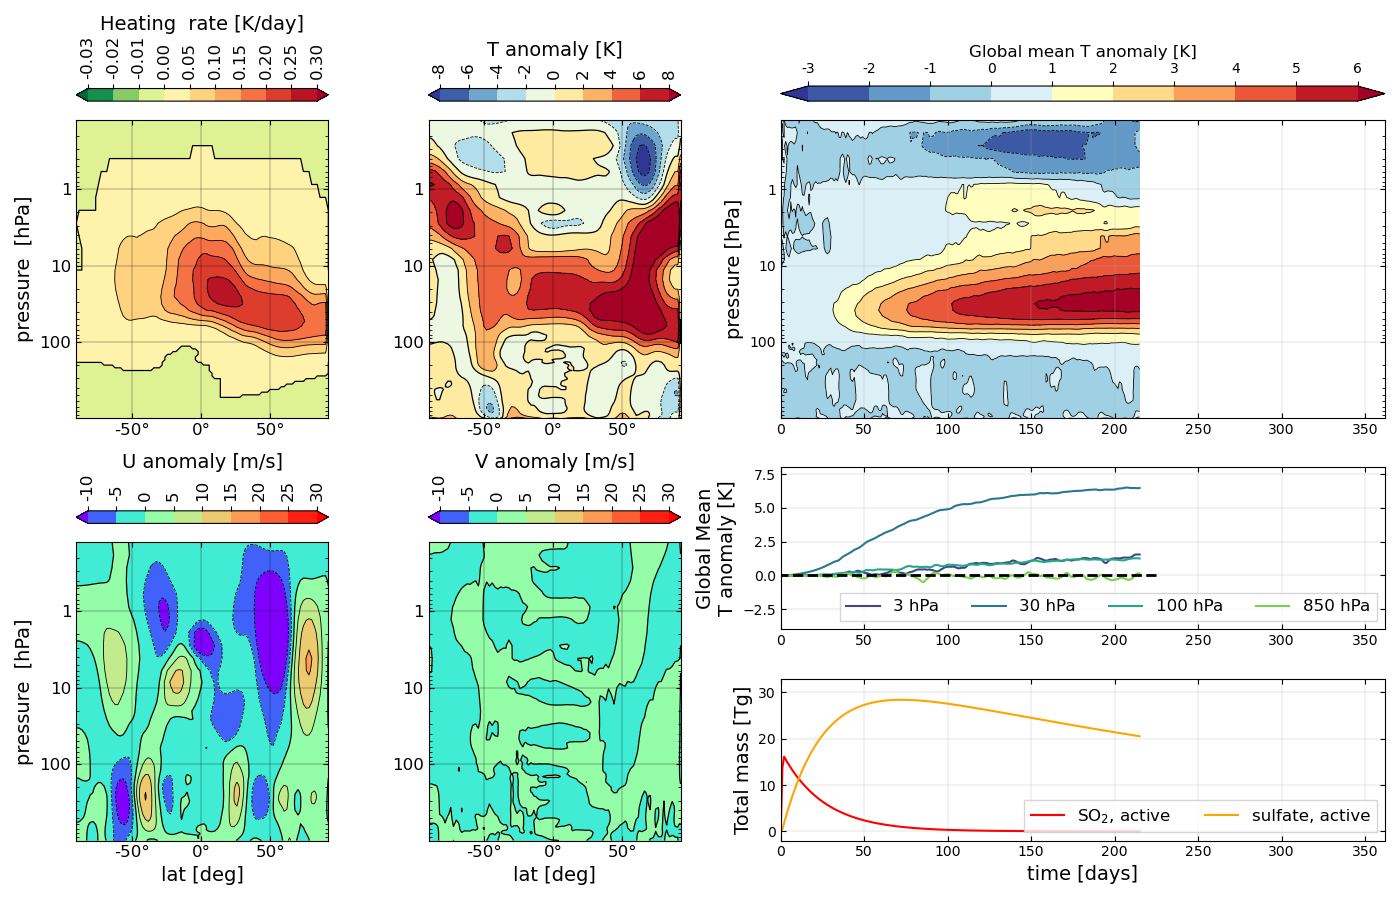 Heating  rate [K/day]
-0.03 -0.02 -0.01 0.00 0.05 0.10 0.15 0.20 0.25 0.30
T anomaly [K]
-8 -6 -4 -2 0 2 4 6 8
Global mean T anomaly [K]
-3 -2 -1 0 1 2 3 4 5 6
pressure  [hPa]
1
10
100
-50° 0° 50°
1
10
100
-50° 0° 50°
pressure [hPa]
1
10
100
0 50 100 150 200 250 300 350
U anomaly [m/s]
-10 -5 0 5 10 15 20 25 30
V anomaly [m/s]
-10 -5 0 5 10 15 20 25 30
pressure  [hPa]
1
10
100
-50° 0° 50°
lat [deg]
1
10
100
-50° 0° 50°
lat [deg]
Global Mean
T anomaly [K]
7.5
5.0
2.5
0.0
−2.5
3 hPa 30 hPa 100 hPa 850 hPa
Total mass [Tg]
30
20
10
0
SO2, active sulfate, active
0 50 100 150 200 250 300 350
time [days]